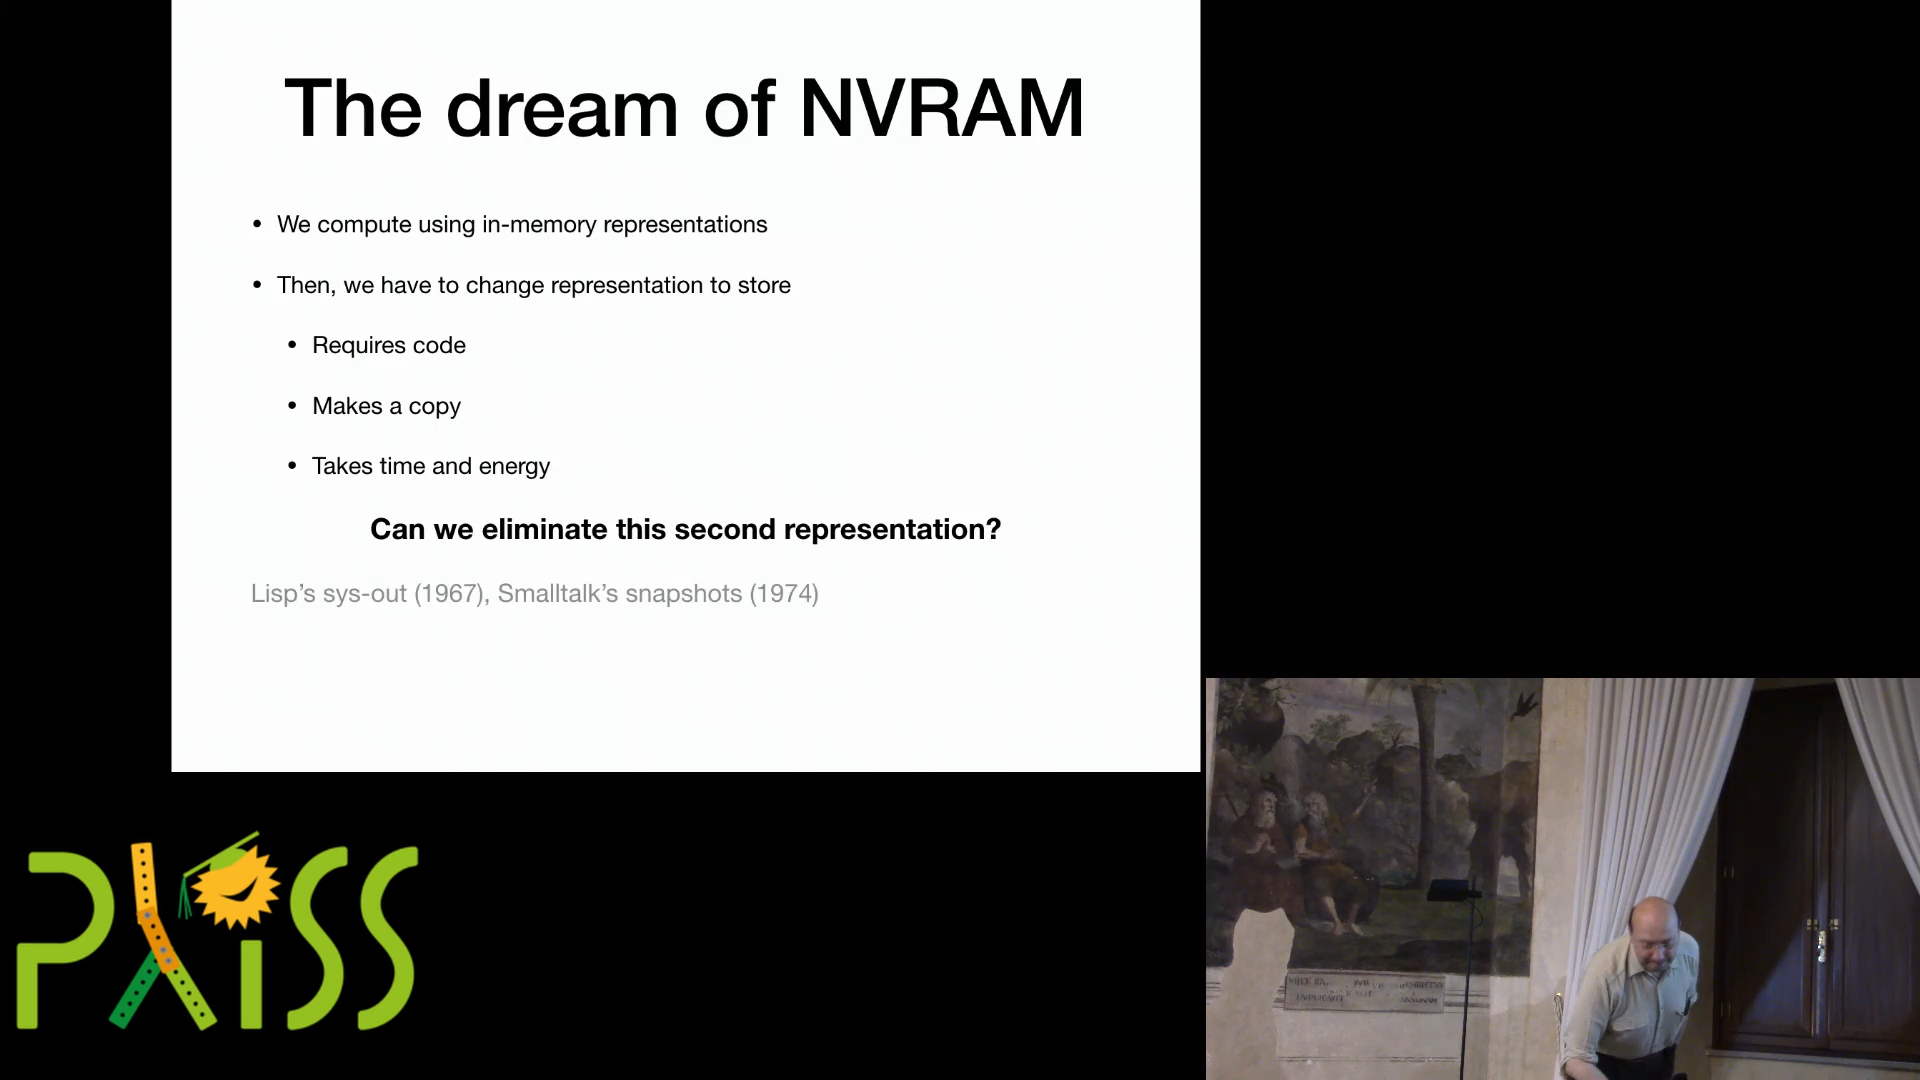 The dream of NVRAM
• We compute using in-memory representations
• Then, we have to change representation to store
• Requires code
• Makes a copy
• Takes time and energy
Can we eliminate this second representation?
Lisp’s sys-out (1967), Smalltalk’s snapshots (1974)
PLISS